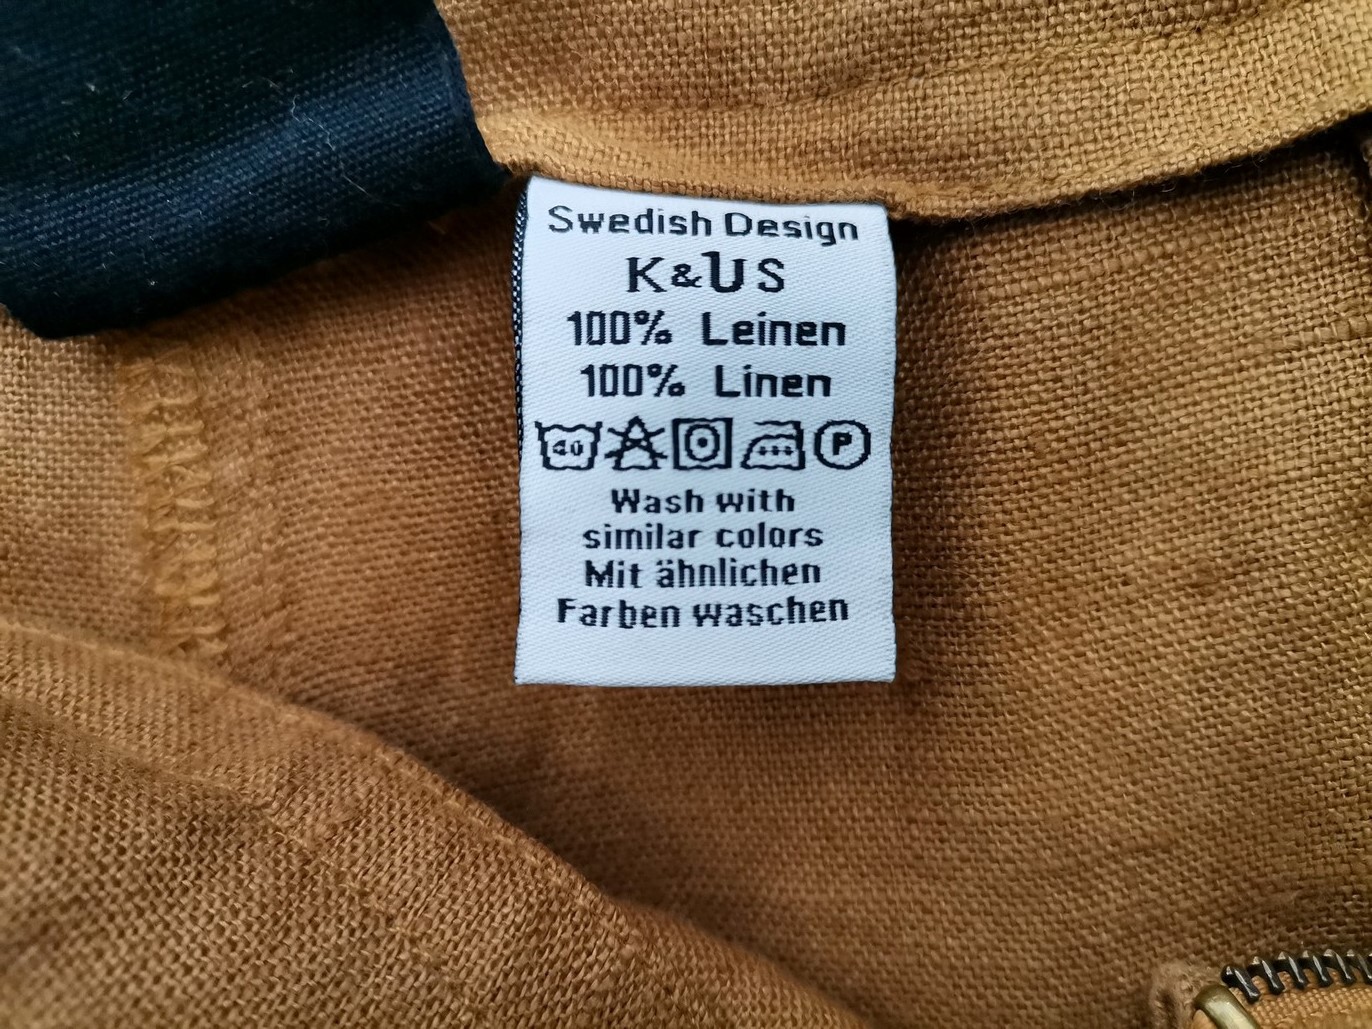 Swedish Design
K&US
100% Leinen
100% Linen
40 P
Wash with
similar colors
Mit ähnlichen
Farben waschen